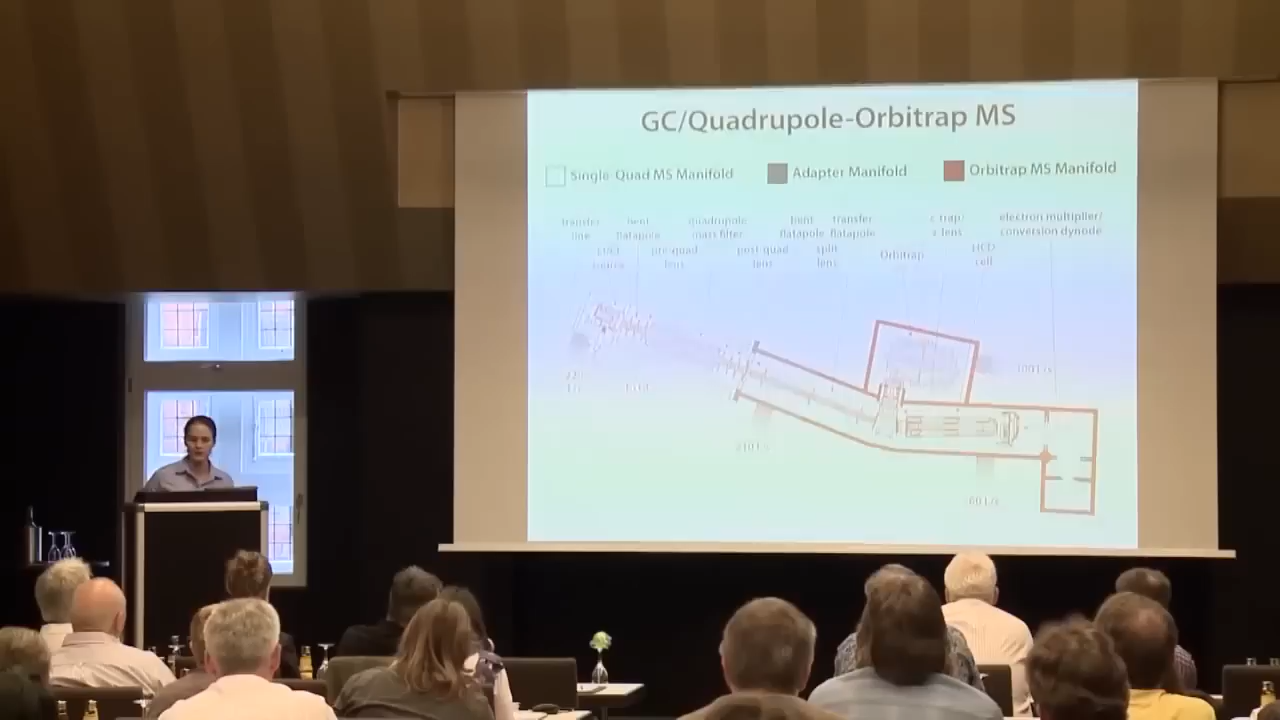 GC/Quadrupole-Orbitrap MS
Single-Quad MS Manifold
Adapter Manifold
Orbitrap MS Manifold
transfer line
bent flatapole
quadrupole mass filter
bent flatapole
transfer flatapole
c-trap/
electron multiplier/ conversion dynode
pre-quad lens
post-quad lens
split lens
Orbitrap
HCD cell